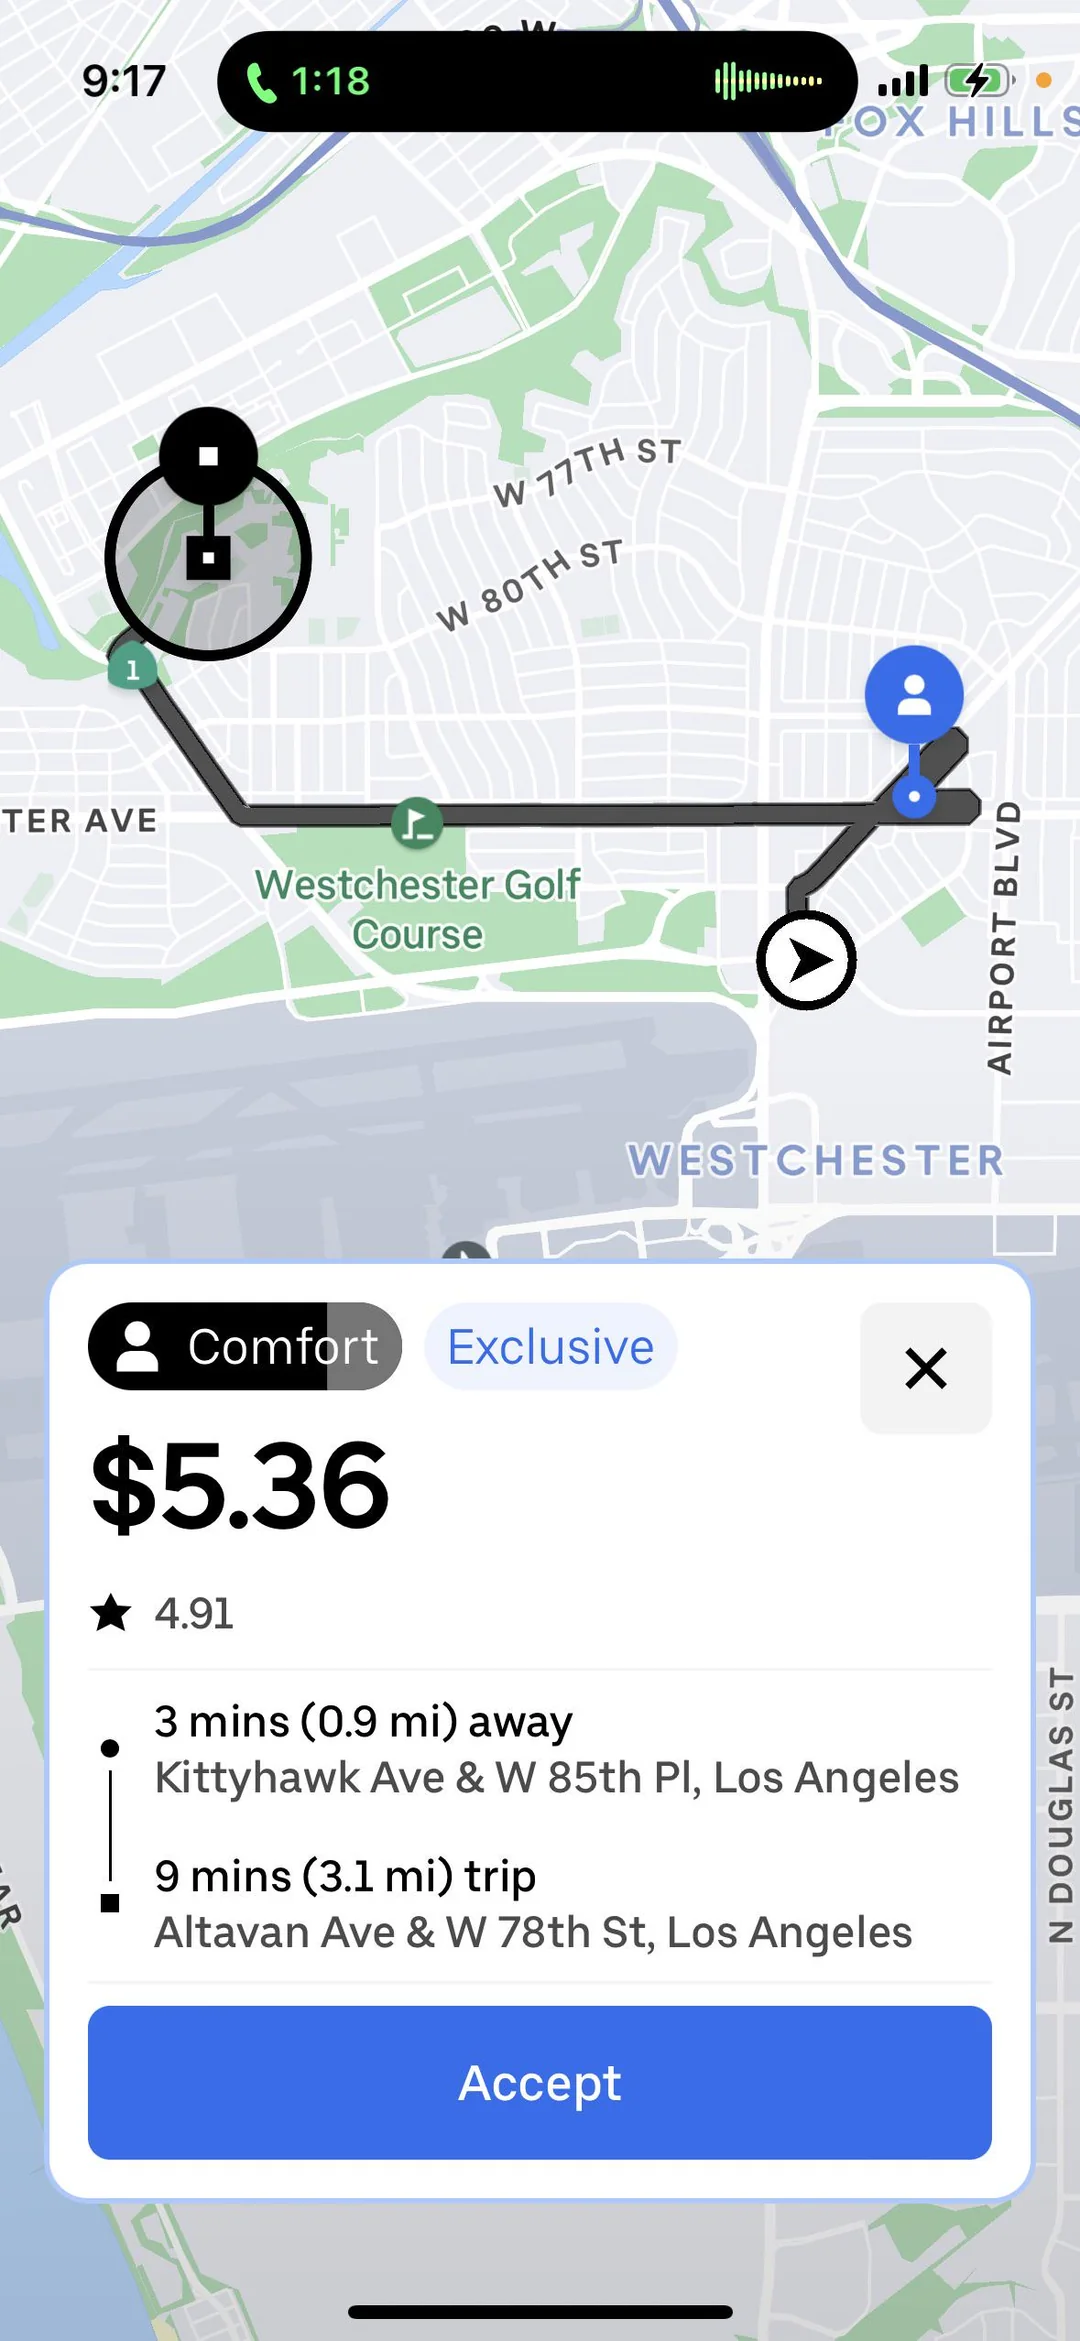 9:17
1:18
FOX HILLS
W 77TH ST
W 80TH ST
1
TER AVE
Westchester Golf
Course
AIRPORT BLVD
WESTCHESTER
Comfort
Exclusive
$5.36
4.91
3 mins (0.9 mi) away
Kittyhawk Ave & W 85th Pl, Los Angeles
9 mins (3.1 mi) trip
Altavan Ave & W 78th St, Los Angeles
N DOUGLAS ST
Accept